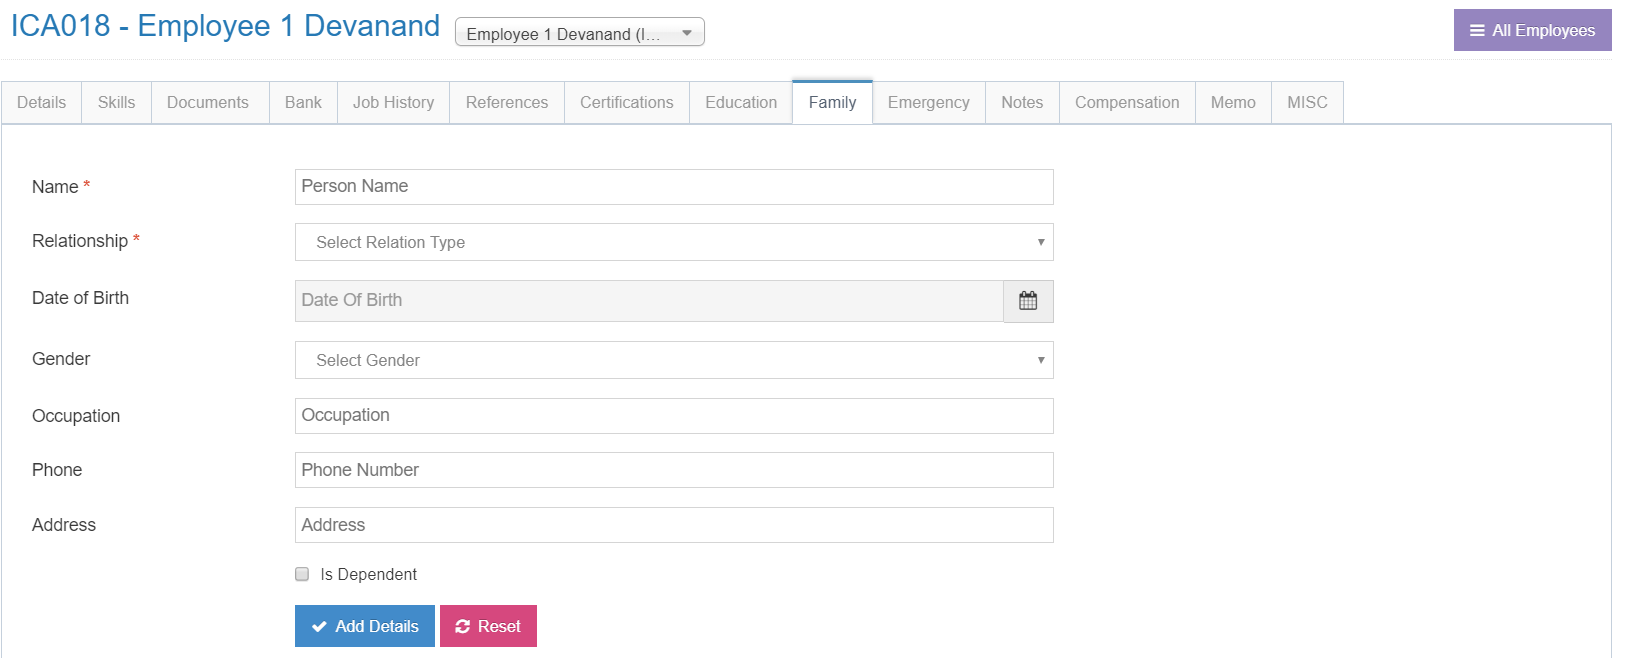 ICA018 - Employee 1 Devanand
Employee 1 Devanand (I...
All Employees
Details Skills Documents Bank Job History References Certifications Education Family Emergency Notes Compensation Memo MISC
Name *
Person Name
Relationship *
Select Relation Type
Date of Birth
Date Of Birth
Gender
Select Gender
Occupation
Occupation
Phone
Phone Number
Address
Address
Is Dependent
Add Details
Reset